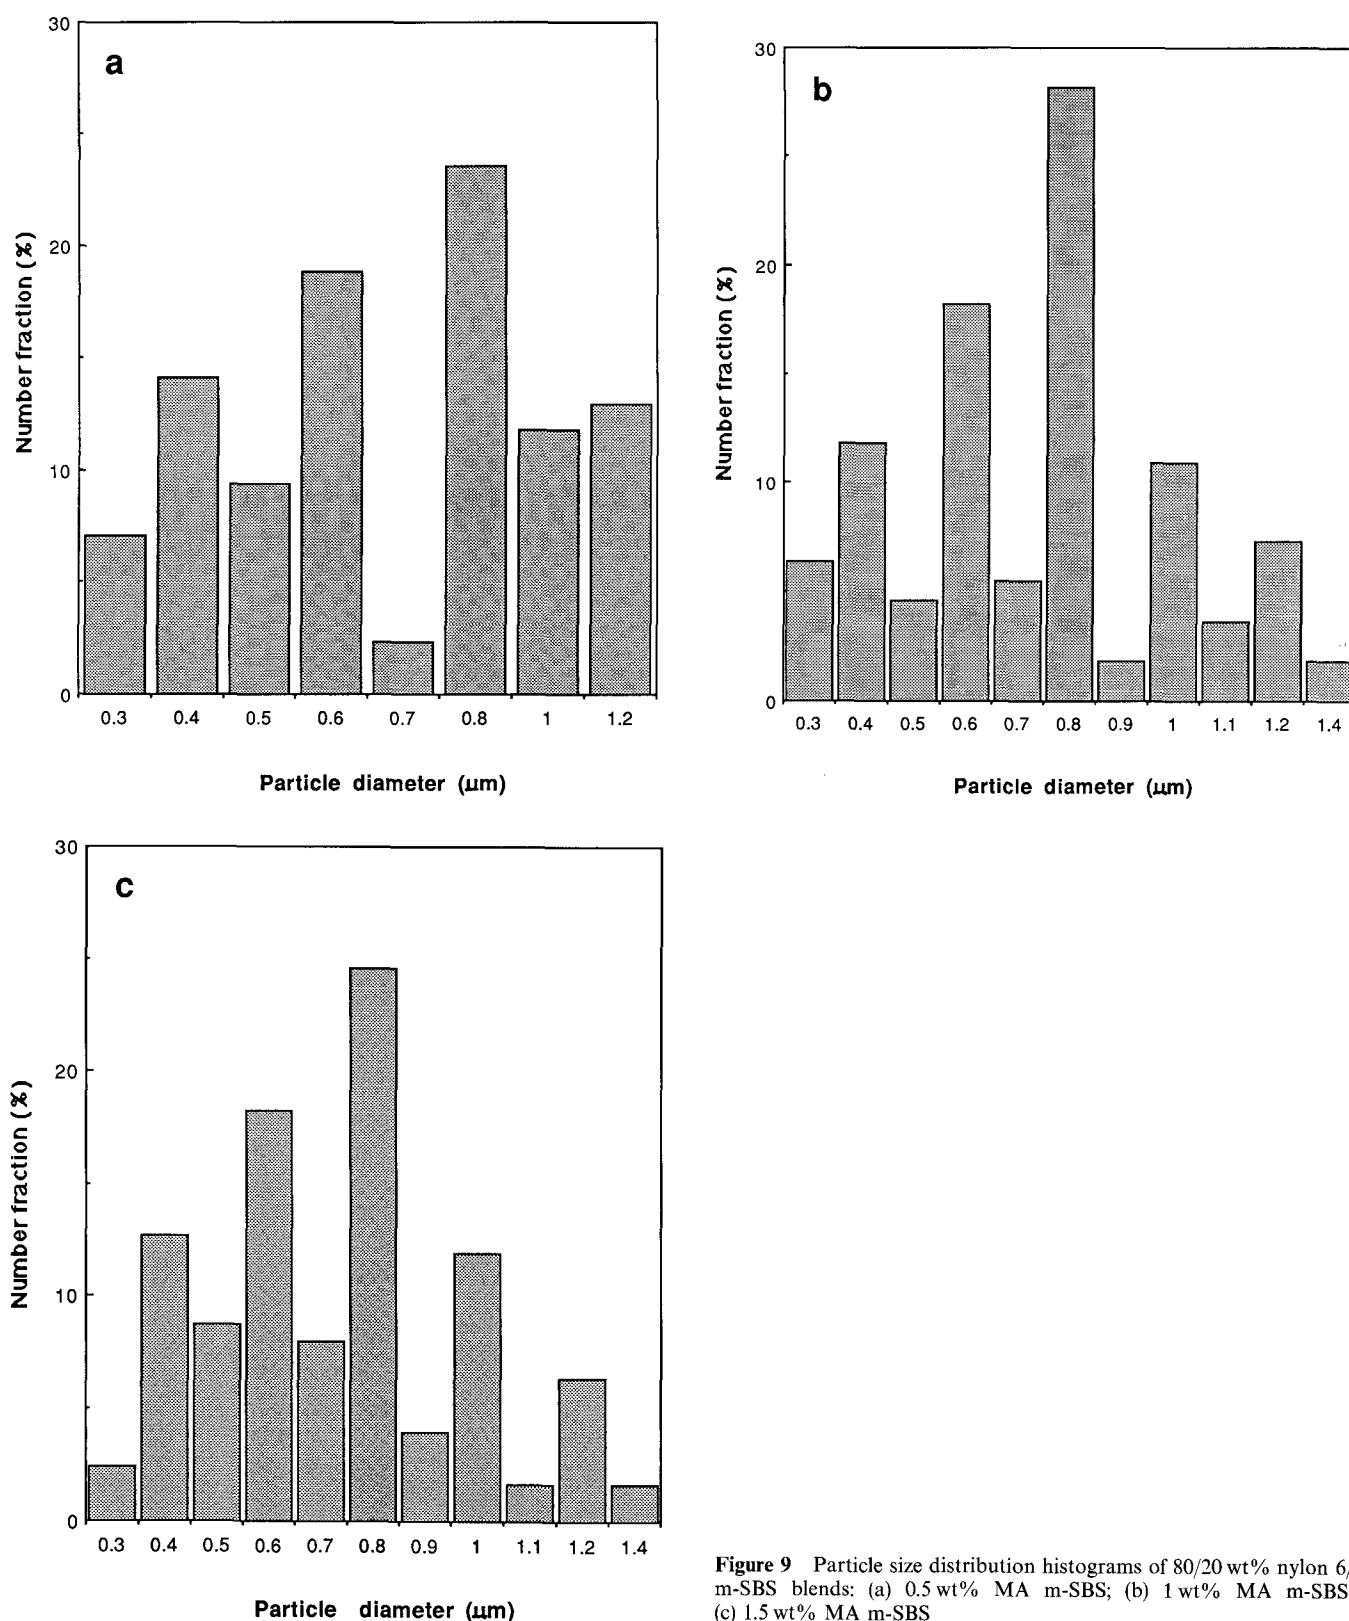 30
a
20
10
0
Number fraction (%)
0.3 0.4 0.5 0.6 0.7 0.8 1 1.2
Particle diameter (µm)
30
b
20
10
0
Number fraction (%)
0.3 0.4 0.5 0.6 0.7 0.8 0.9 1 1.1 1.2 1.4
Particle diameter (µm)
30
c
20
10
0
Number fraction (%)
0.3 0.4 0.5 0.6 0.7 0.8 0.9 1 1.1 1.2 1.4
Particle diameter (µm)
Figure 9 Particle size distribution histograms of 80/20 wt% nylon 6/
m-SBS blends: (a) 0.5 wt% MA m-SBS; (b) 1 wt% MA m-SBS
(c) 1.5 wt% MA m-SBS